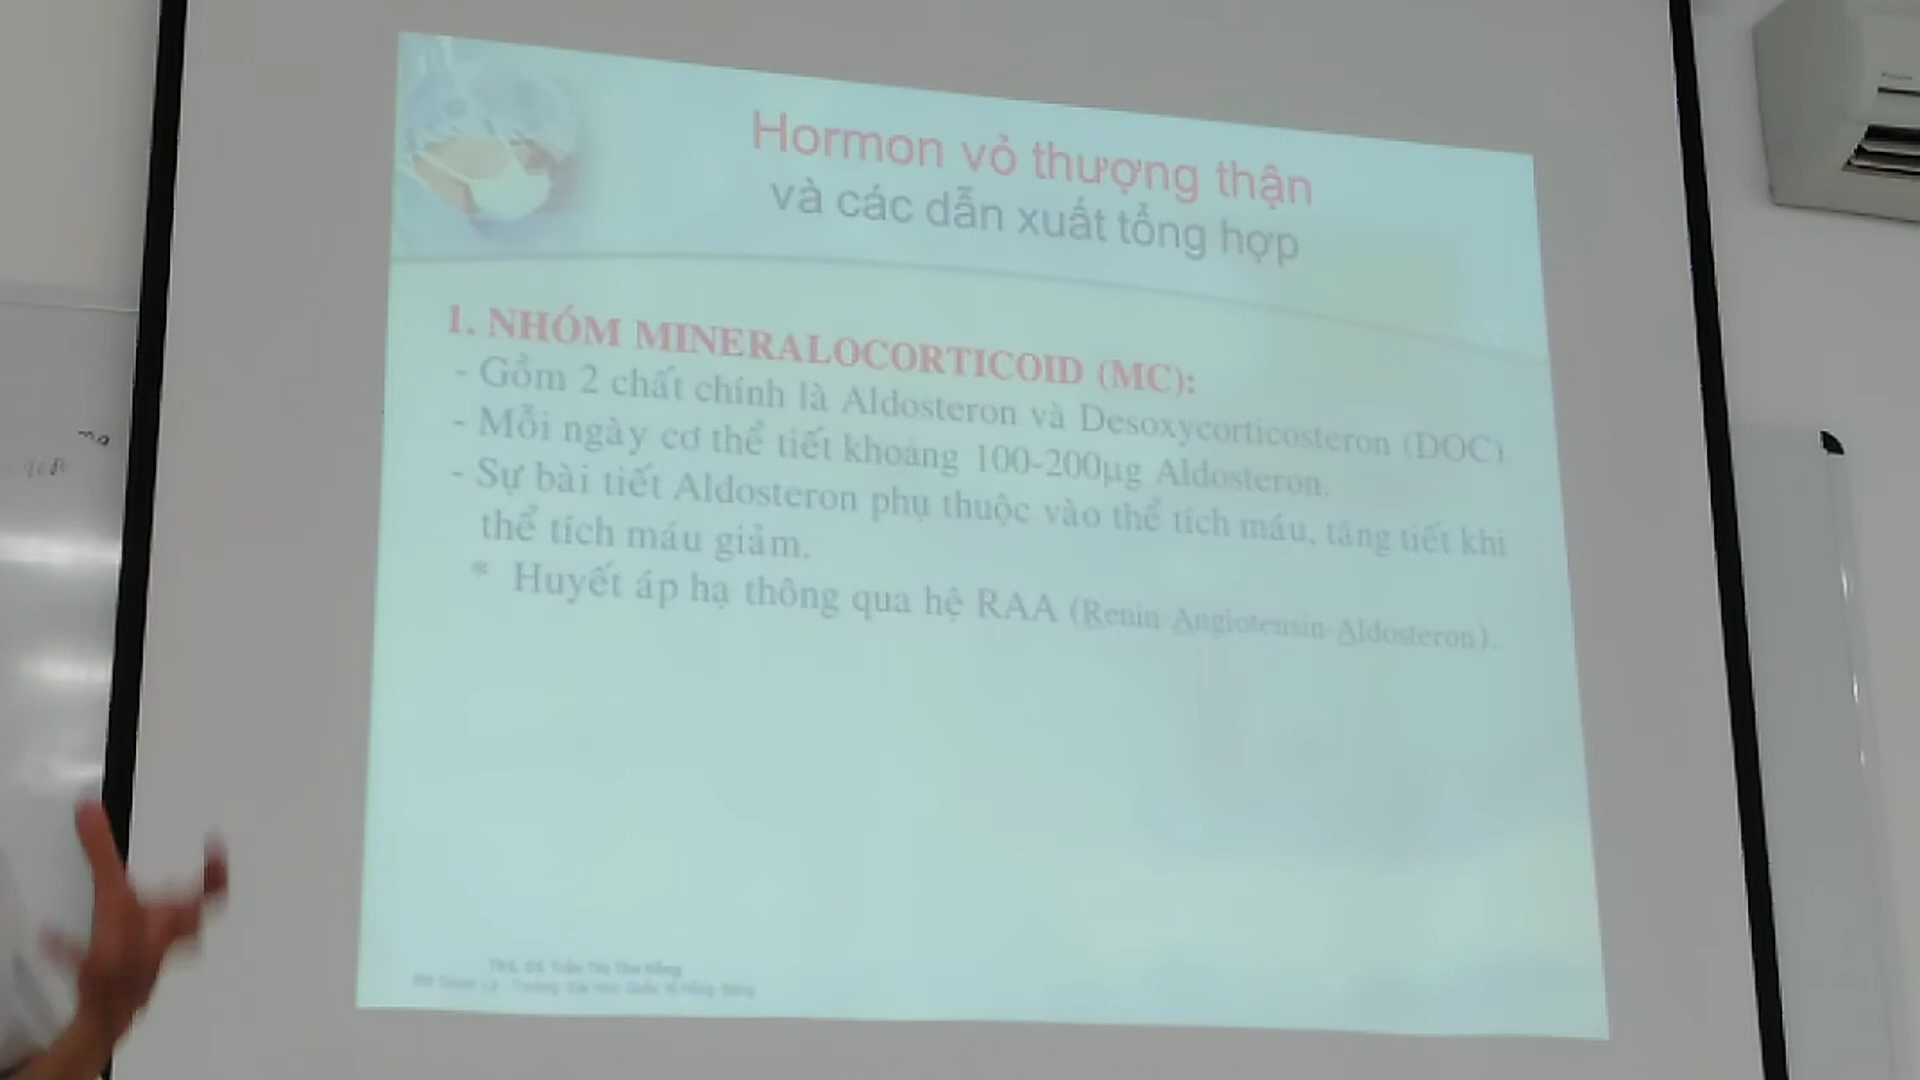 Hormon vỏ thượng thận
và các dẫn xuất tổng hợp
1. NHÓM MINERALOCORTICOID (MC):
- Gồm 2 chất chính là Aldosteron và Desoxycorticosteron (DOC).
- Mỗi ngày cơ thể tiết khoảng 100-200µg Aldosteron.
- Sự bài tiết Aldosteron phụ thuộc vào thể tích máu, tăng tiết khi
thể tích máu giảm.
* Huyết áp hạ thông qua hệ RAA (Renin-Angiotensin-Aldosteron).